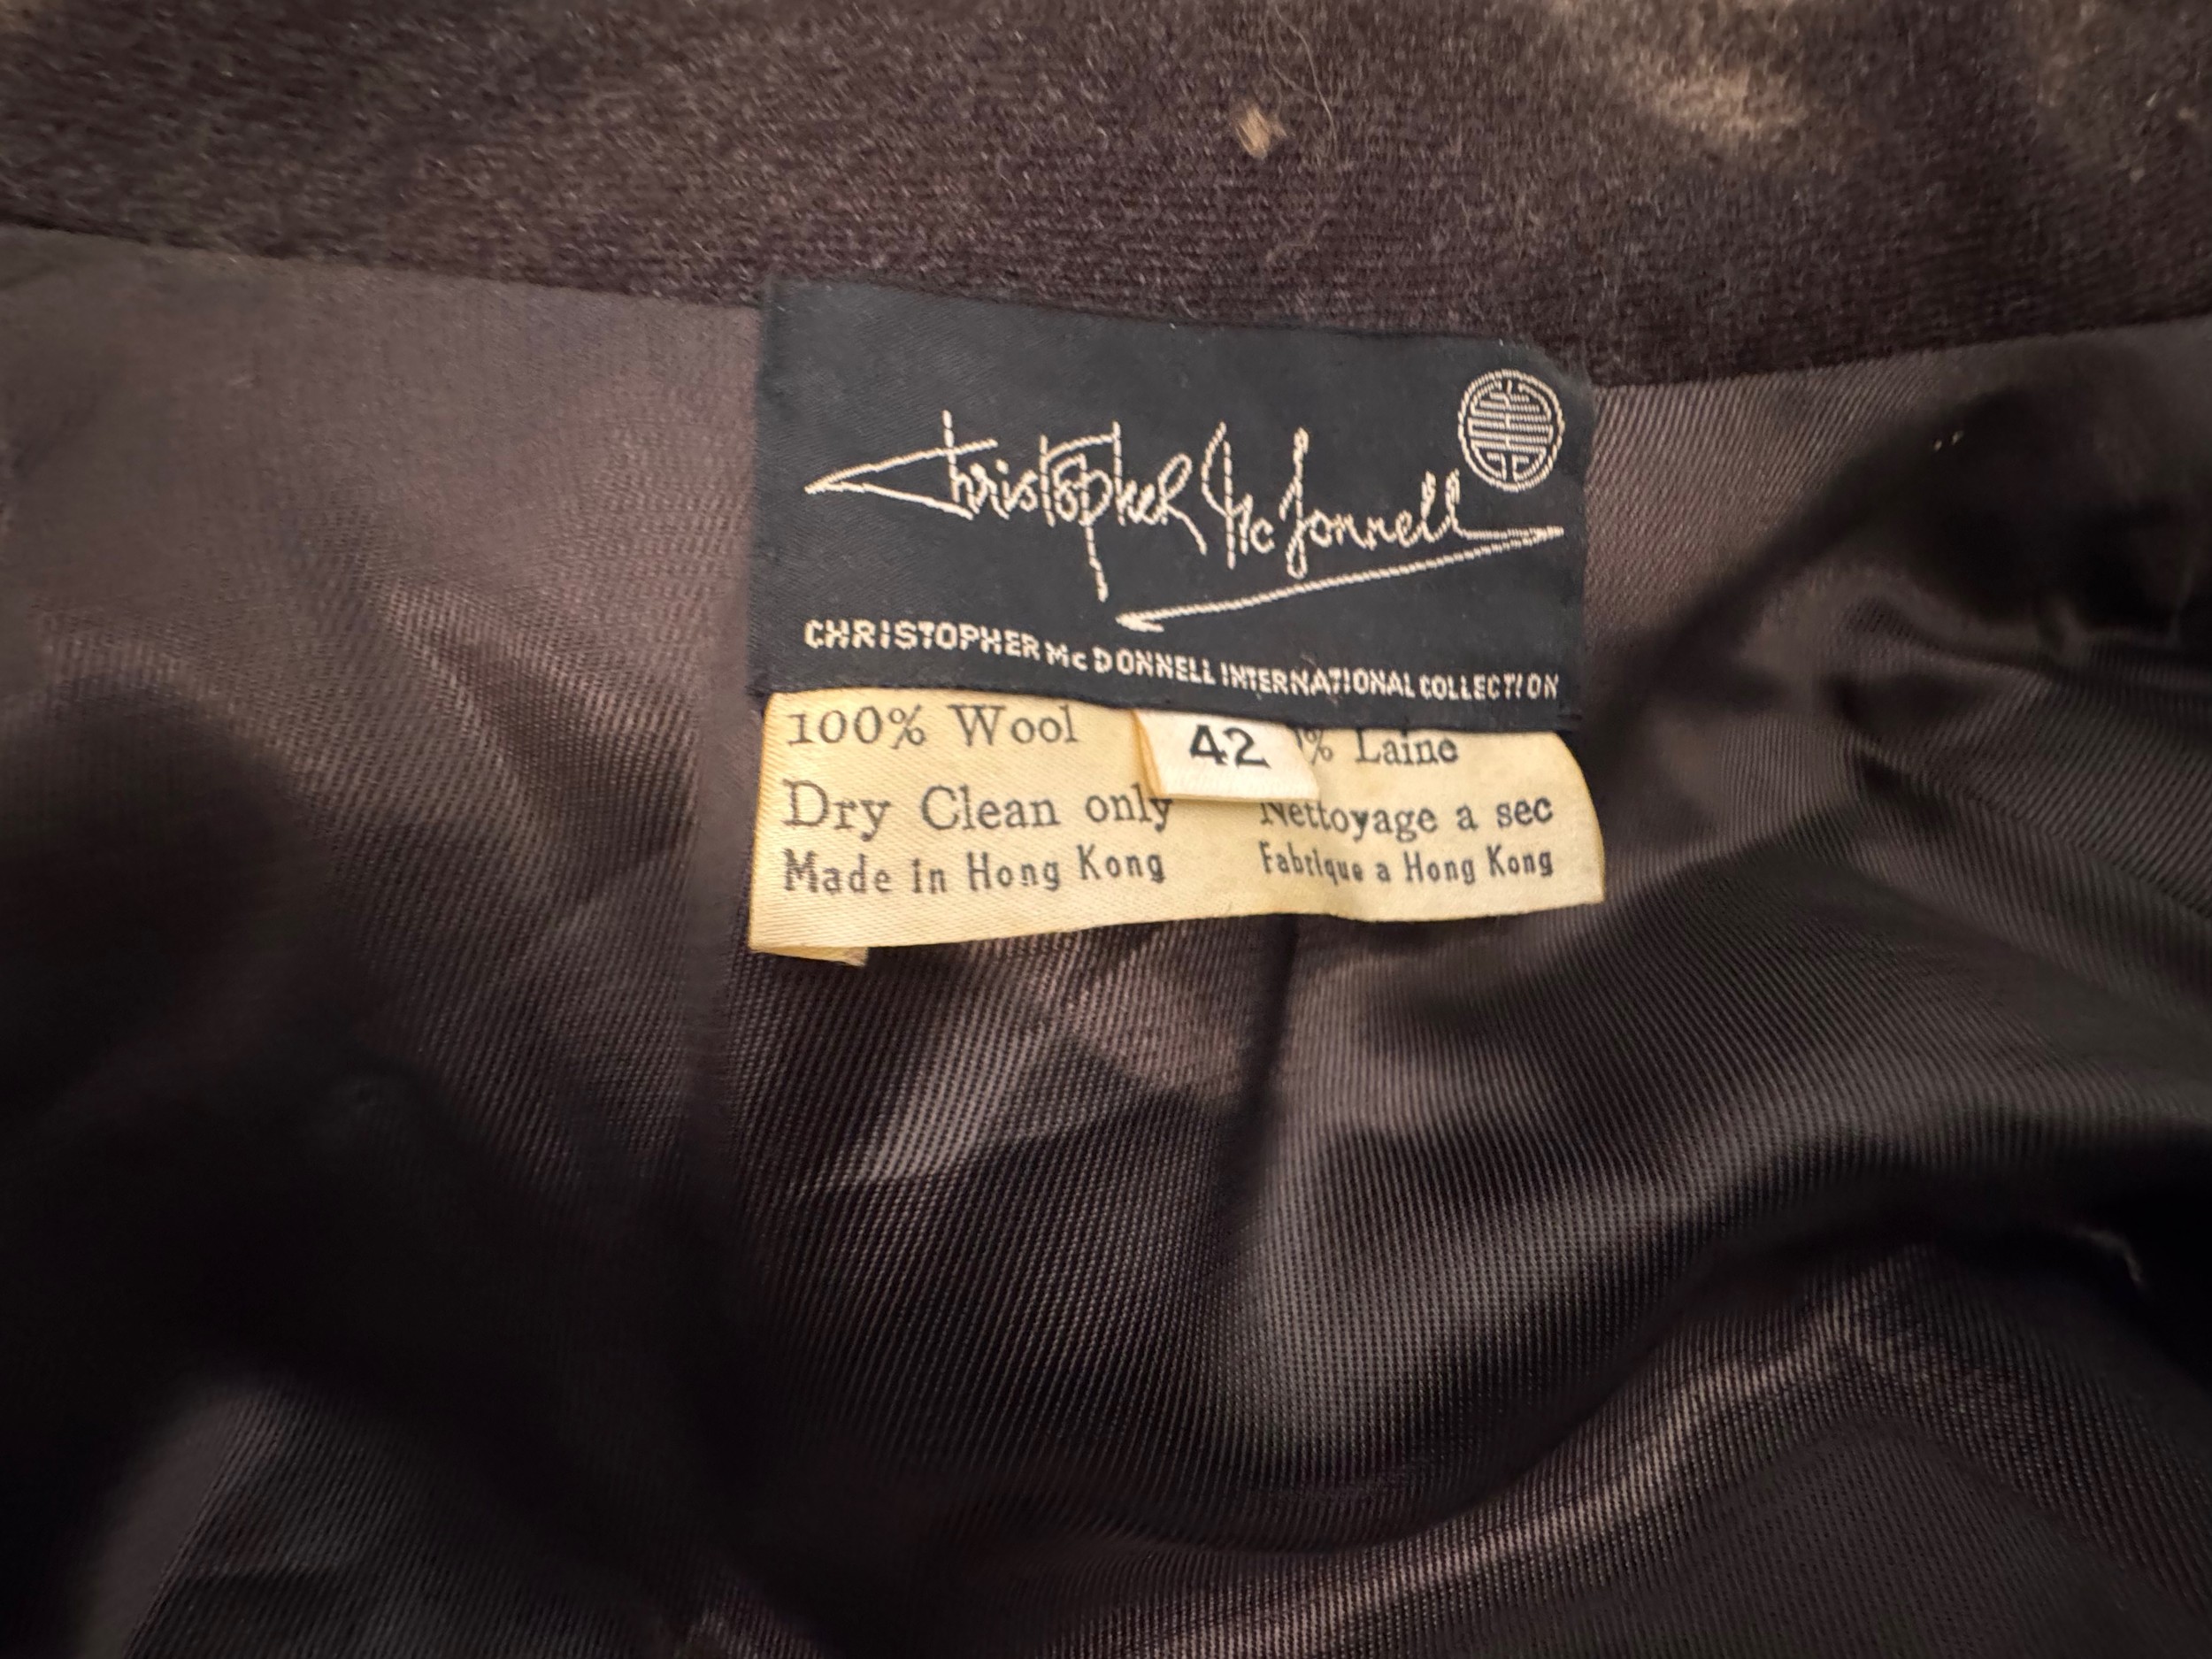 Christopher McDonnell
CHRISTOPHER McDONNELL INTERNATIONAL COLLECTION
100% Wool
42
% Laine
Dry Clean only
Nettoyage a sec
Made in Hong Kong
Fabrique a Hong Kong